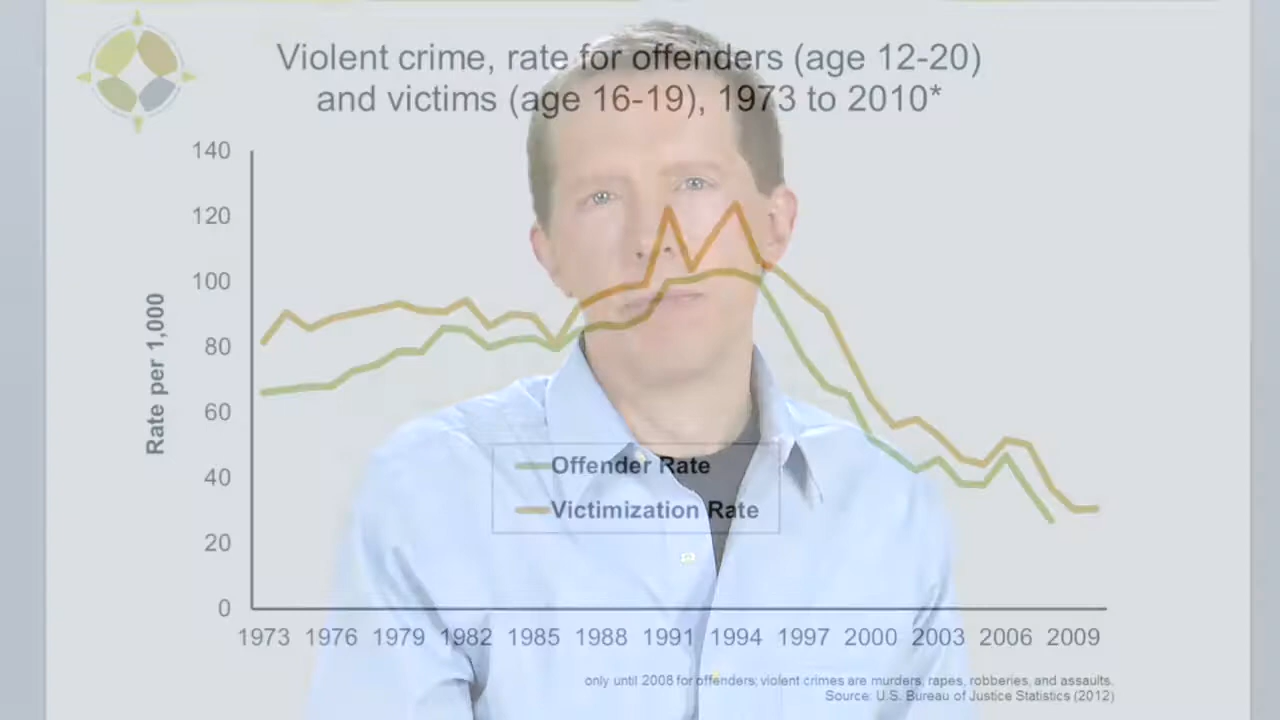 Violent crime, rate for offenders (age 12-20)
and victims (age 16-19), 1973 to 2010*
140
120
100
80
60
40
20
0
Rate per 1,000
Offender Rate
Victimization Rate
1973 1976 1979 1982 1985 1988 1991 1994 1997 2000 2003 2006 2009
only until 2008 for offenders; violent crimes are murders, rapes, robberies, and assaults.
Source: U.S. Bureau of Justice Statistics (2012)